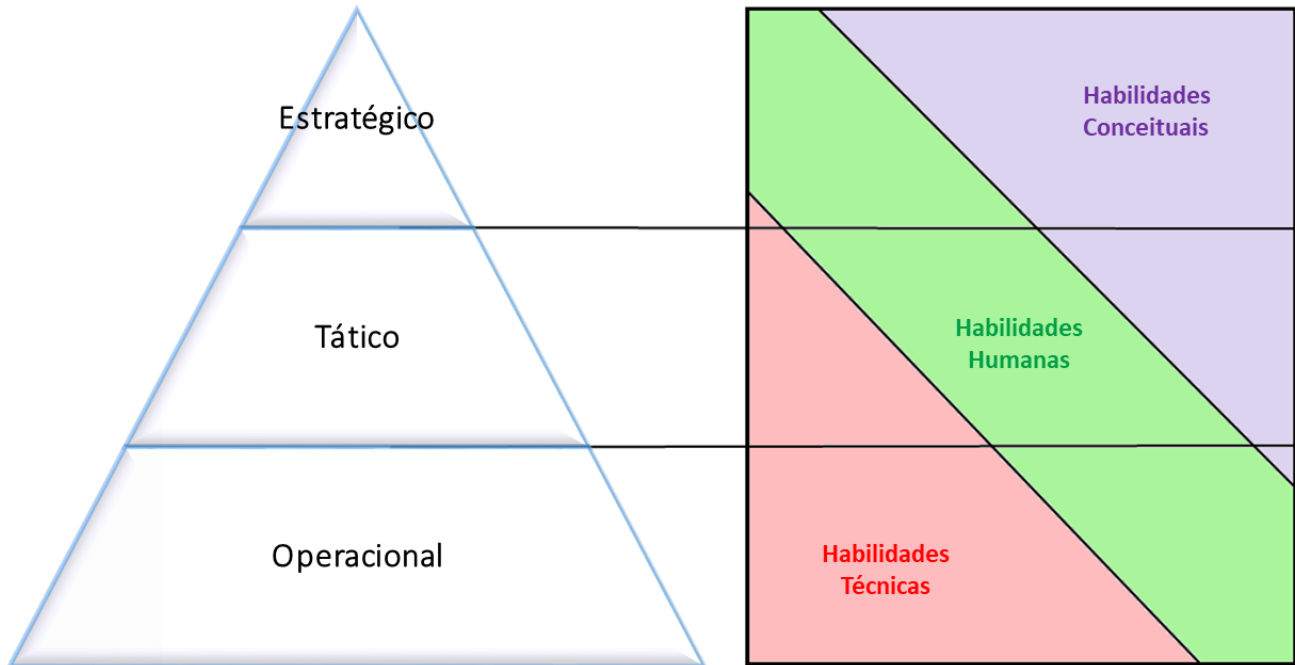 Estratégico
Habilidades
Conceituais
Tático
Habilidades
Humanas
Operacional
Habilidades
Técnicas